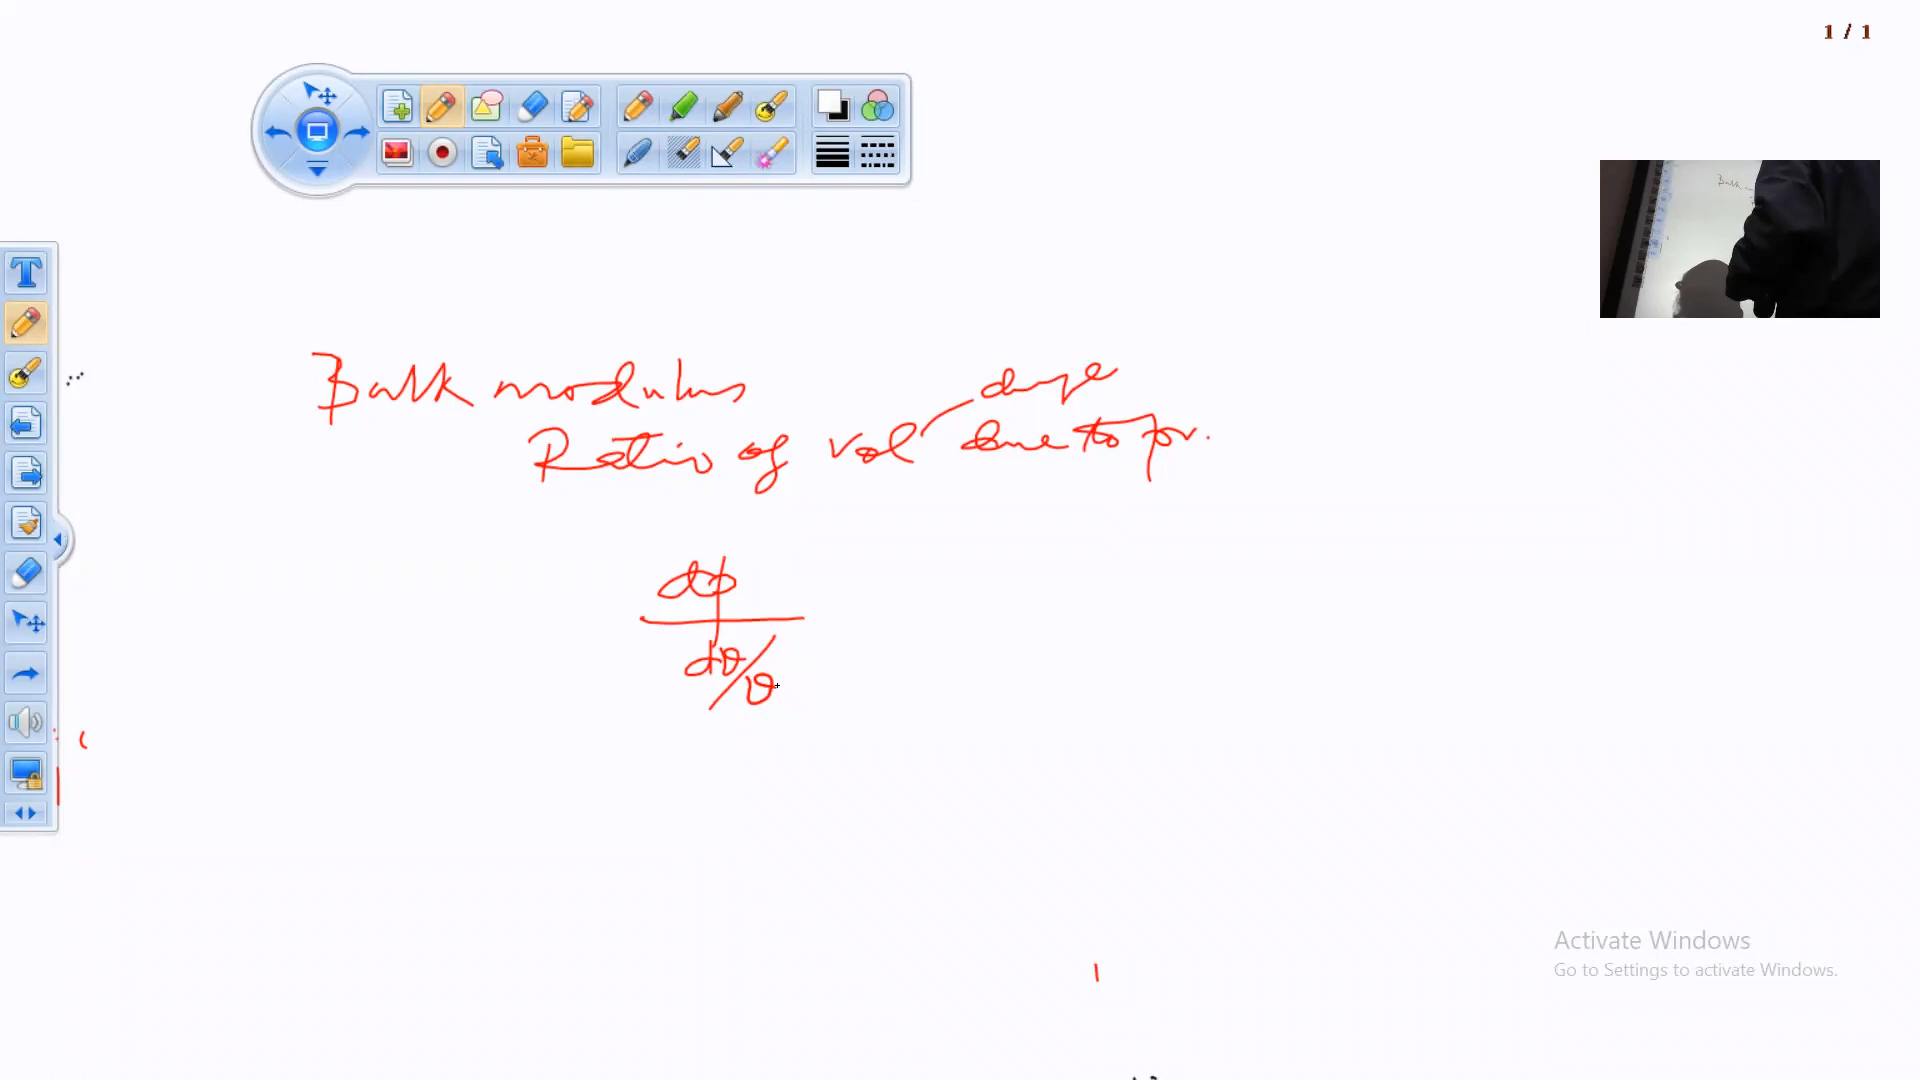 1 / 1
Bulk modulus
change
Ratio of vol due to pr.
dp
dv/v
Activate Windows
Go to Settings to activate Windows.